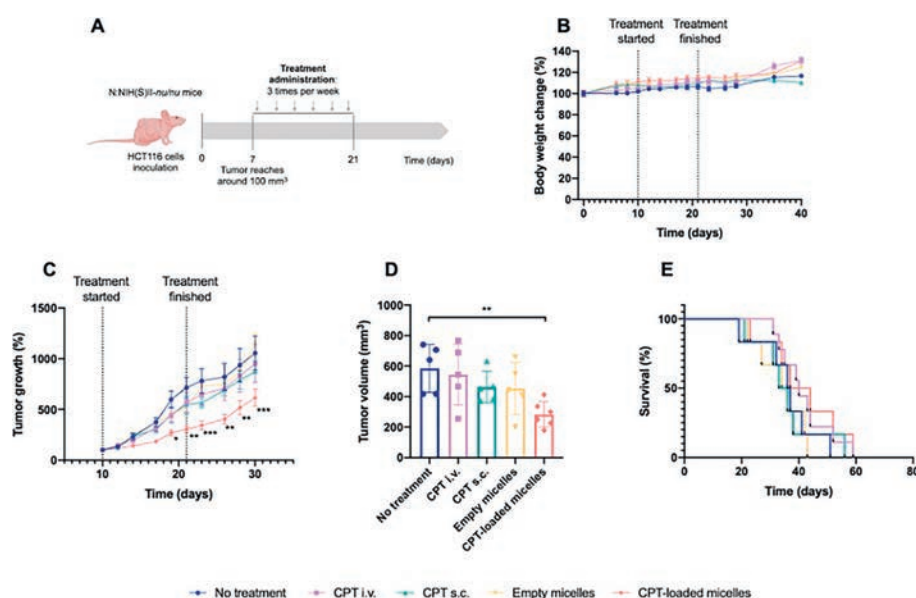 A
N:NIH(S)II-nu/nu mice
HCT116 cells
inoculation
Treatment
administration:
3 times per week
0
7
21
Time (days)
Tumor reaches
around 100 mm³
B
Treatment
started
Treatment
finished
Body weight change (%)
140
120
100
80
60
40
20
0
0
10
20
30
40
Time (days)
C
Treatment
started
Treatment
finished
Tumor growth (%)
1500
1000
500
0
* ** *** ** ** ***
10
15
20
25
30
Time (days)
D
**
Tumor volume (mm³)
1000
800
600
400
200
0
No treatment
CPT i.v.
CPT s.c.
Empty micelles
CPT-loaded micelles
E
Survival (%)
100
50
0
0
20
40
60
80
Time (days)
No treatment
CPT i.v.
CPT s.c.
Empty micelles
CPT-loaded micelles